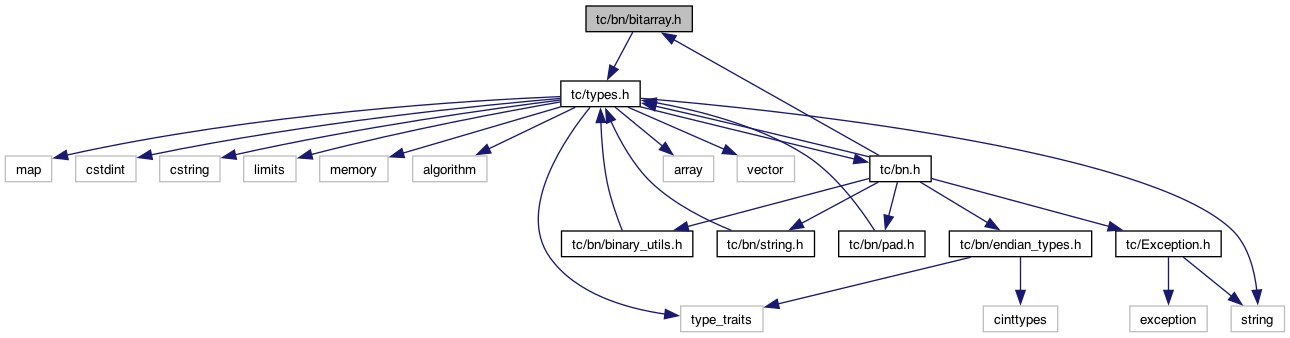 tc/bn/bitarray.h
tc/types.h
map
cstdint
cstring
limits
memory
algorithm
array
vector
tc/bn.h
tc/bn/binary_utils.h
tc/bn/string.h
tc/bn/pad.h
tc/bn/endian_types.h
tc/Exception.h
type_traits
cinttypes
exception
string